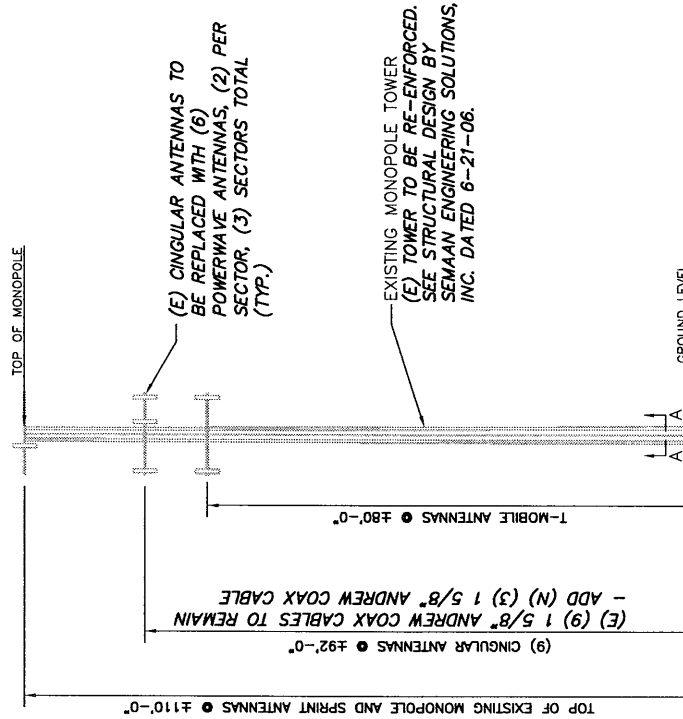 TOP OF MONOPOLE
(E) CINGULAR ANTENNAS TO
BE REPLACED WITH (6)
POWERWAVE ANTENNAS, (2) PER
SECTOR, (3) SECTORS TOTAL
(TYP.)
EXISTING MONOPOLE TOWER
(E) TOWER TO BE RE-ENFORCED.
SEE STRUCTURAL DESIGN BY
SEMAAN ENGINEERING SOLUTIONS,
INC. DATED 6-21-06.
GROUND LEVEL
A
A
T-MOBILE ANTENNAS @ ±80'-0"
(E) (9) 1 5/8" ANDREW COAX CABLES TO REMAIN
- ADD (N) (3) 1 5/8" ANDREW COAX CABLE
(9) CINGULAR ANTENNAS @ ±92'-0"
TOP OF EXISTING MONOPOLE AND SPRINT ANTENNAS @ ±110'-0"